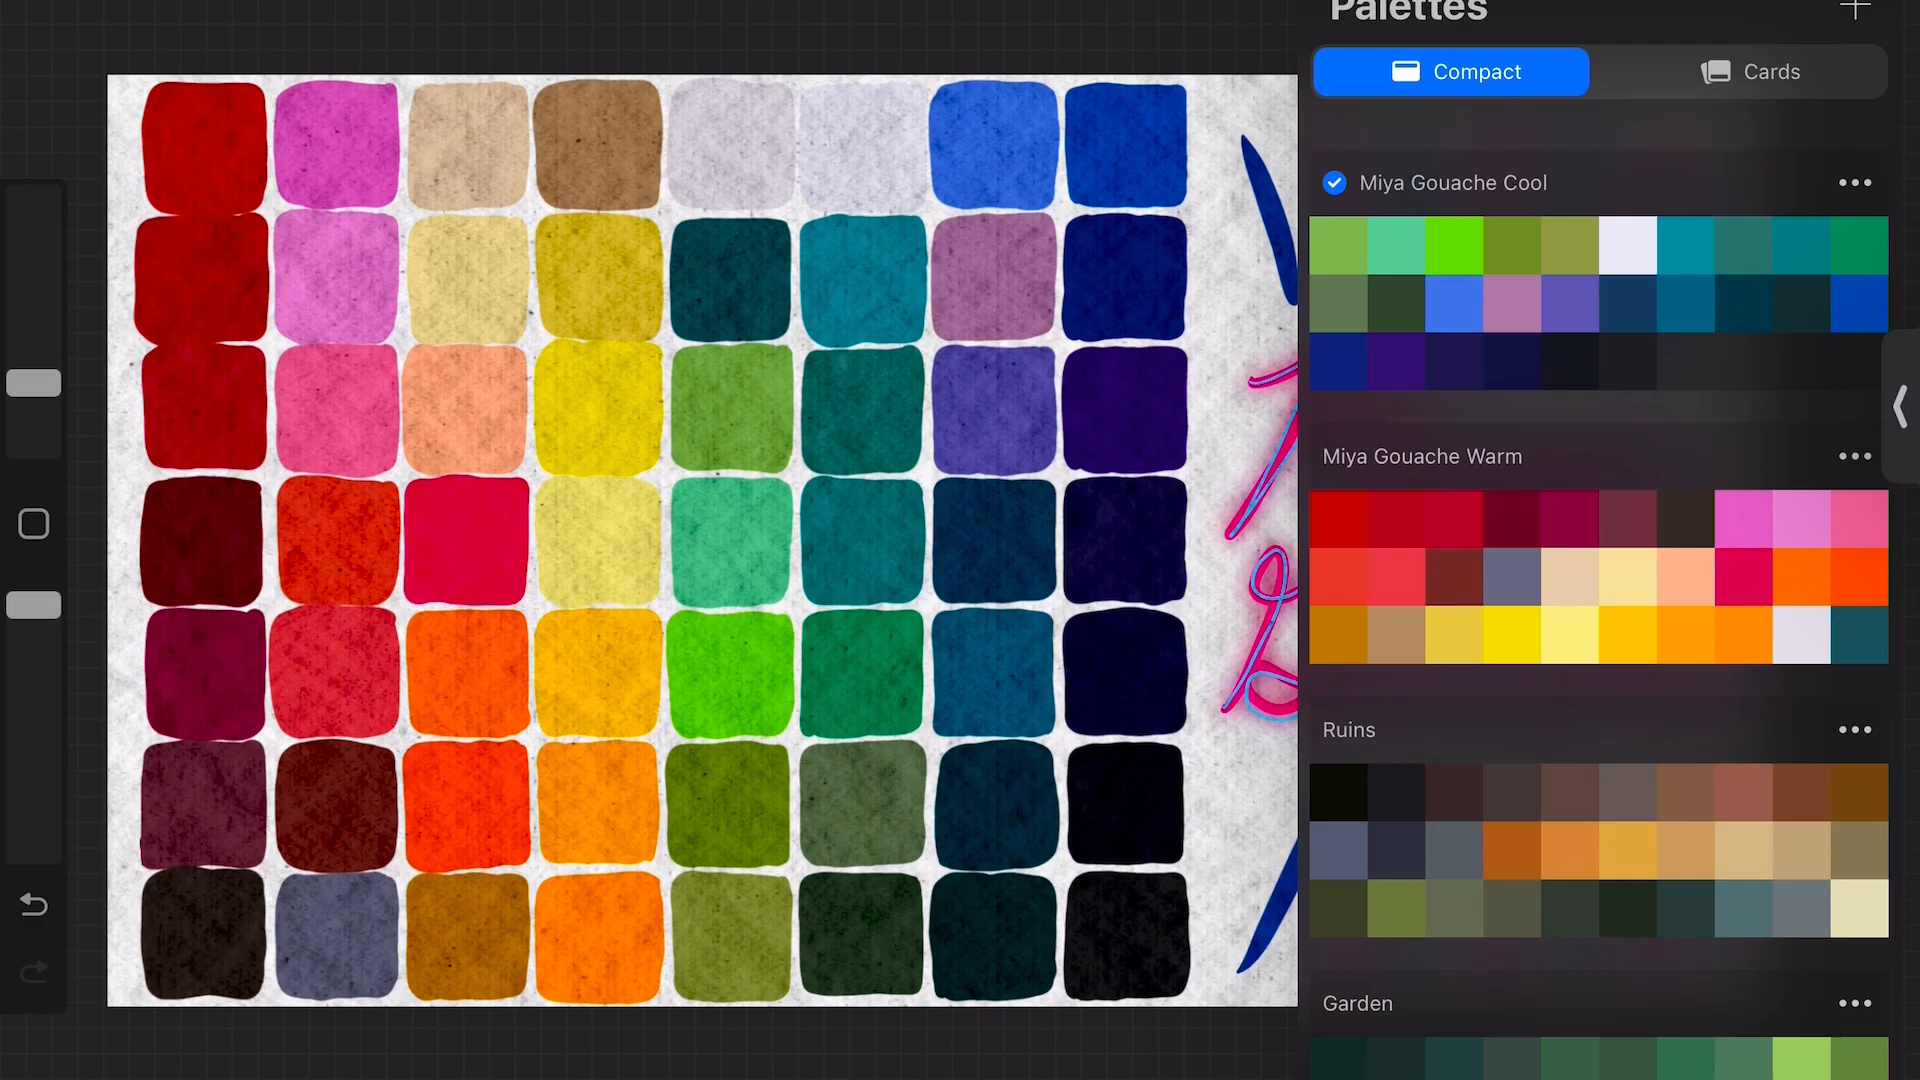 Palettes
Compact
Cards
Miya Gouache Cool
Miya Gouache Warm
Ruins
Garden